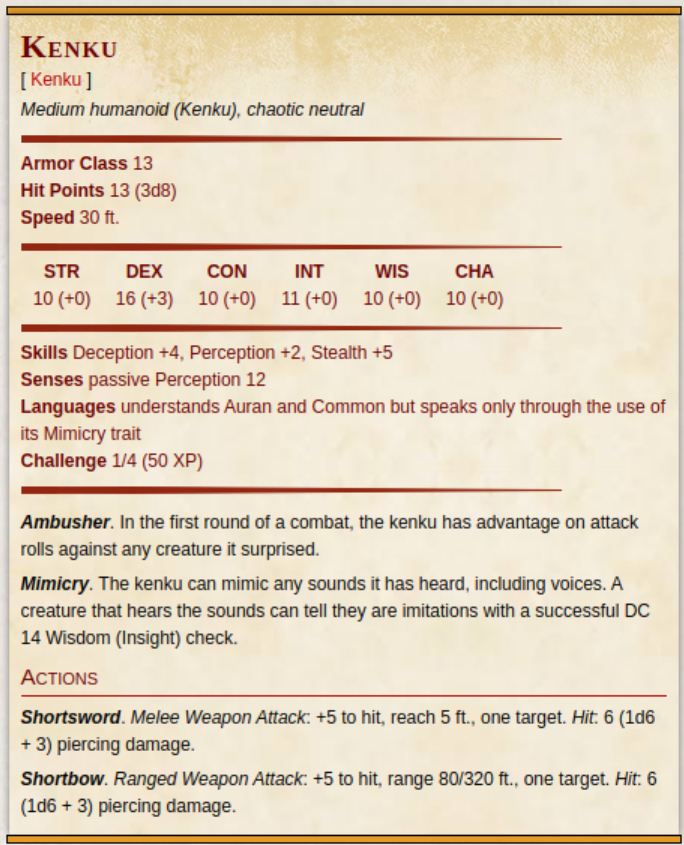 KENKU
[ Kenku ]
Medium humanoid (Kenku), chaotic neutral
Armor Class 13
Hit Points 13 (3d8)
Speed 30 ft.
STR DEX CON INT WIS CHA
10 (+0) 16 (+3) 10 (+0) 11 (+0) 10 (+0) 10 (+0)
Skills Deception +4, Perception +2, Stealth +5
Senses passive Perception 12
Languages understands Auran and Common but speaks only through the use of
its Mimicry trait
Challenge 1/4 (50 XP)
Ambusher. In the first round of a combat, the kenku has advantage on attack
rolls against any creature it surprised.
Mimicry. The kenku can mimic any sounds it has heard, including voices. A
creature that hears the sounds can tell they are imitations with a successful DC
14 Wisdom (Insight) check.
ACTIONS
Shortsword. Melee Weapon Attack: +5 to hit, reach 5 ft., one target. Hit: 6 (1d6
+ 3) piercing damage.
Shortbow. Ranged Weapon Attack: +5 to hit, range 80/320 ft., one target. Hit: 6
(1d6 + 3) piercing damage.